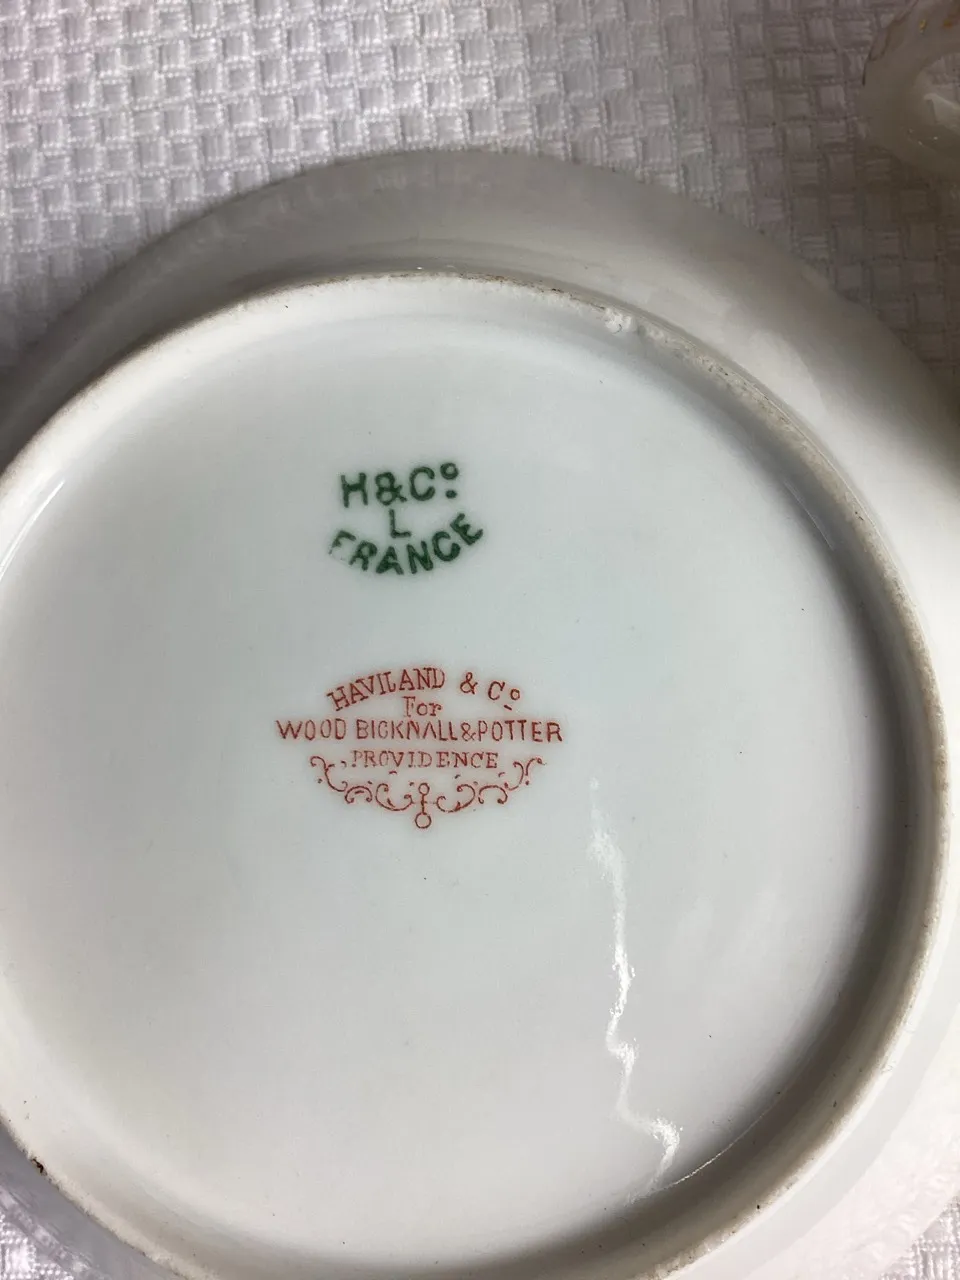 H&Cº
L
FRANCE
HAVILAND & Cº
For
WOOD BICKNALL & POTTER
PROVIDENCE